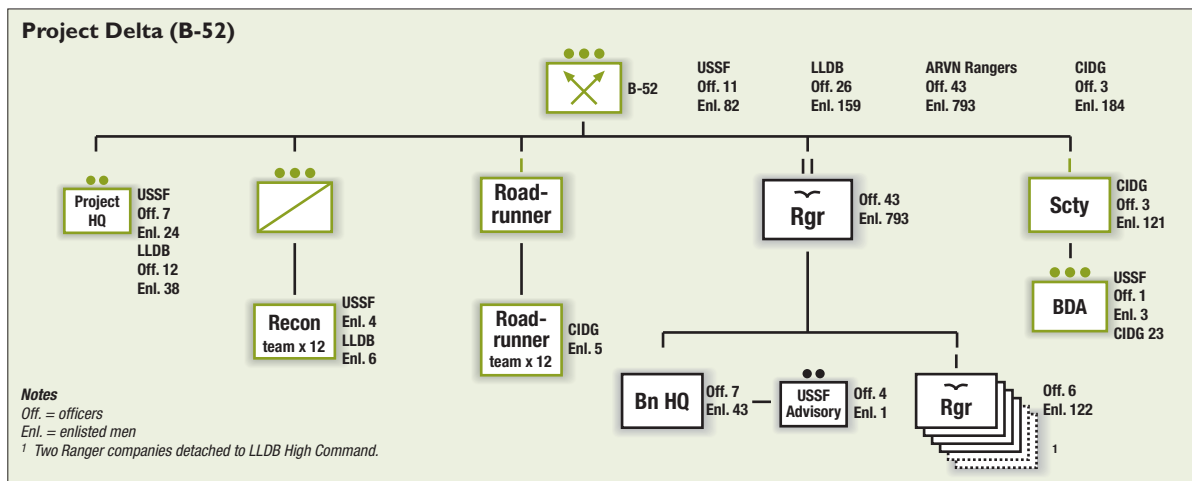 Project Delta (B-52)
B-52
USSF
Off. 11
Enl. 82
LLDB
Off. 26
Enl. 159
ARVN Rangers
Off. 43
Enl. 793
CIDG
Off. 3
Enl. 184
Project
HQ
USSF
Off. 7
Enl. 24
LLDB
Off. 12
Enl. 38
Road-
runner
Rgr
Off. 43
Enl. 793
Scty
CIDG
Off. 3
Enl. 121
Recon
team x 12
USSF
Enl. 4
LLDB
Enl. 6
Road-
runner
team x 12
CIDG
Enl. 5
BDA
USSF
Off. 1
Enl. 3
CIDG 23
Bn HQ
Off. 7
Enl. 43
USSF
Advisory
Off. 4
Enl. 1
Rgr
Off. 6
Enl. 122
1
Notes
Off. = officers
Enl. = enlisted men
1 Two Ranger companies detached to LLDB High Command.